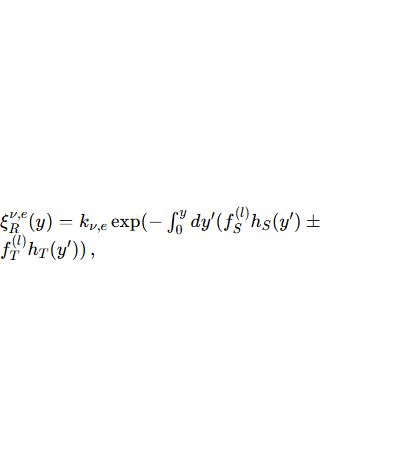 ξ_R^{ν,e}(y) = k_{ν,e} exp(− ∫_0^y dy′(f_S^{(l)} h_S(y′) ±
f_T^{(l)} h_T(y′)) ,